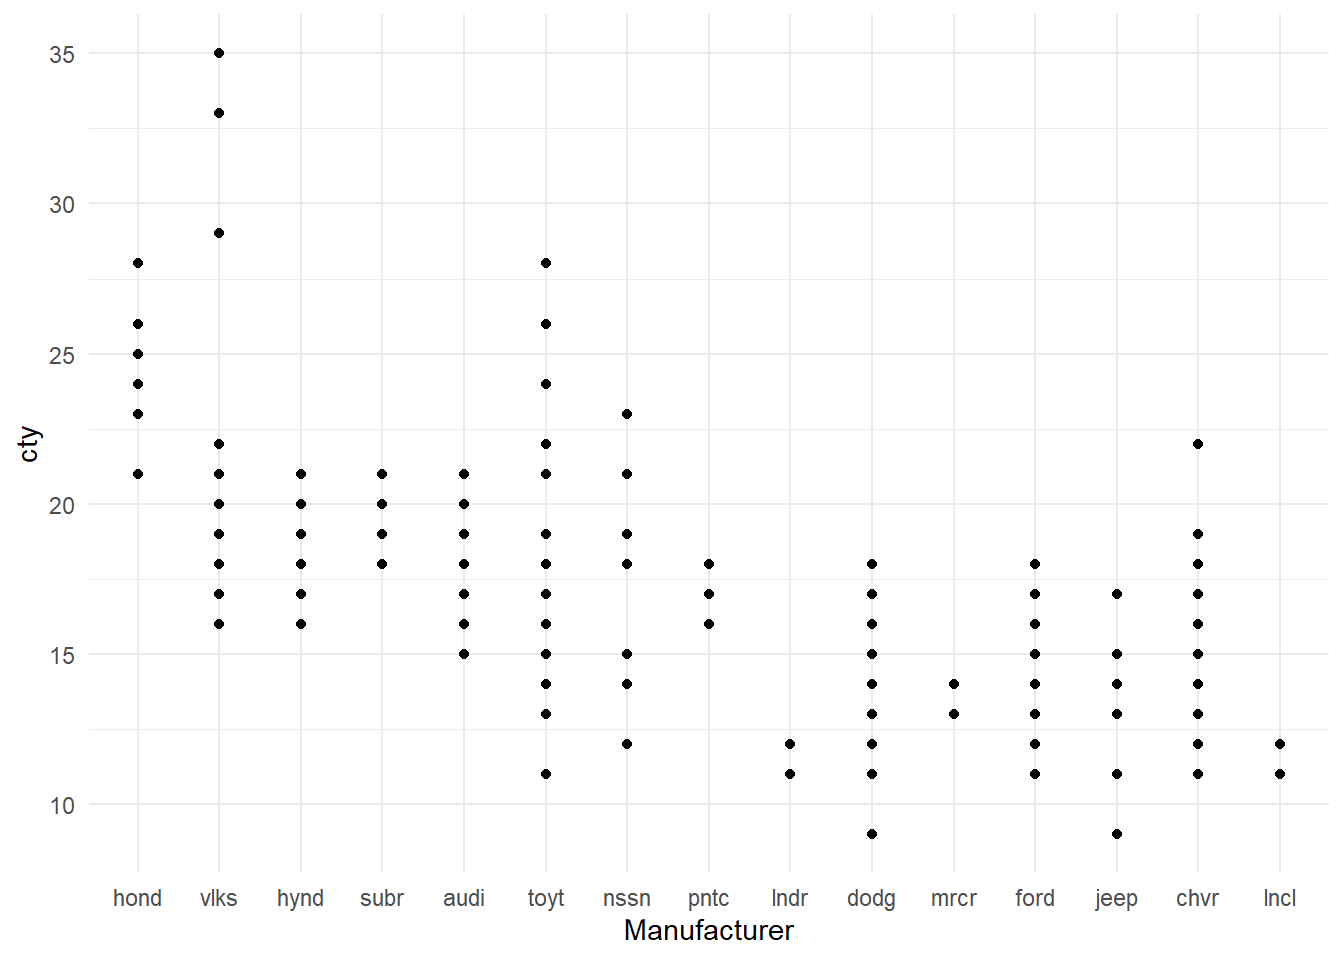 35
30
25
20
15
10
cty
hond vlks hynd subr audi toyt nssn pntc lndr dodg mrcr ford jeep chvr lncl
Manufacturer